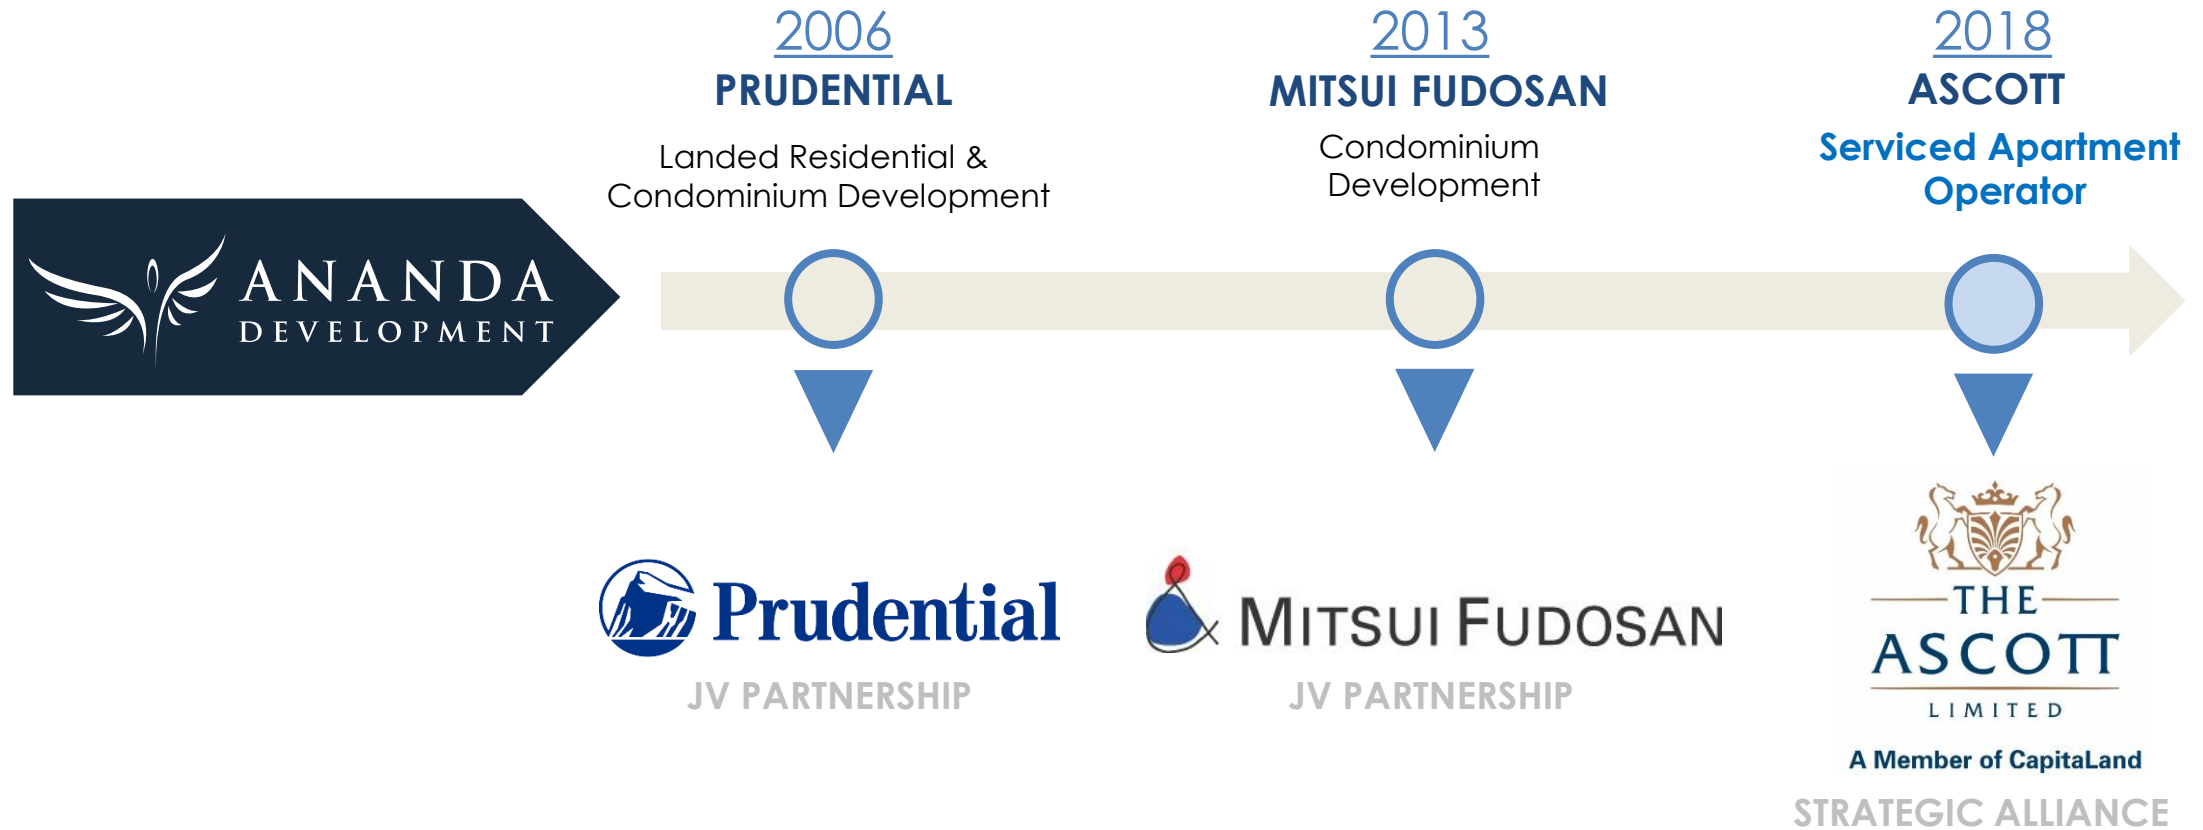 2006
PRUDENTIAL
Landed Residential &
Condominium Development
2013
MITSUI FUDOSAN
Condominium
Development
2018
ASCOTT
Serviced Apartment
Operator
ANANDA
DEVELOPMENT
Prudential
JV PARTNERSHIP
MITSUI FUDOSAN
JV PARTNERSHIP
THE
ASCOTT
LIMITED
A Member of CapitaLand
STRATEGIC ALLIANCE